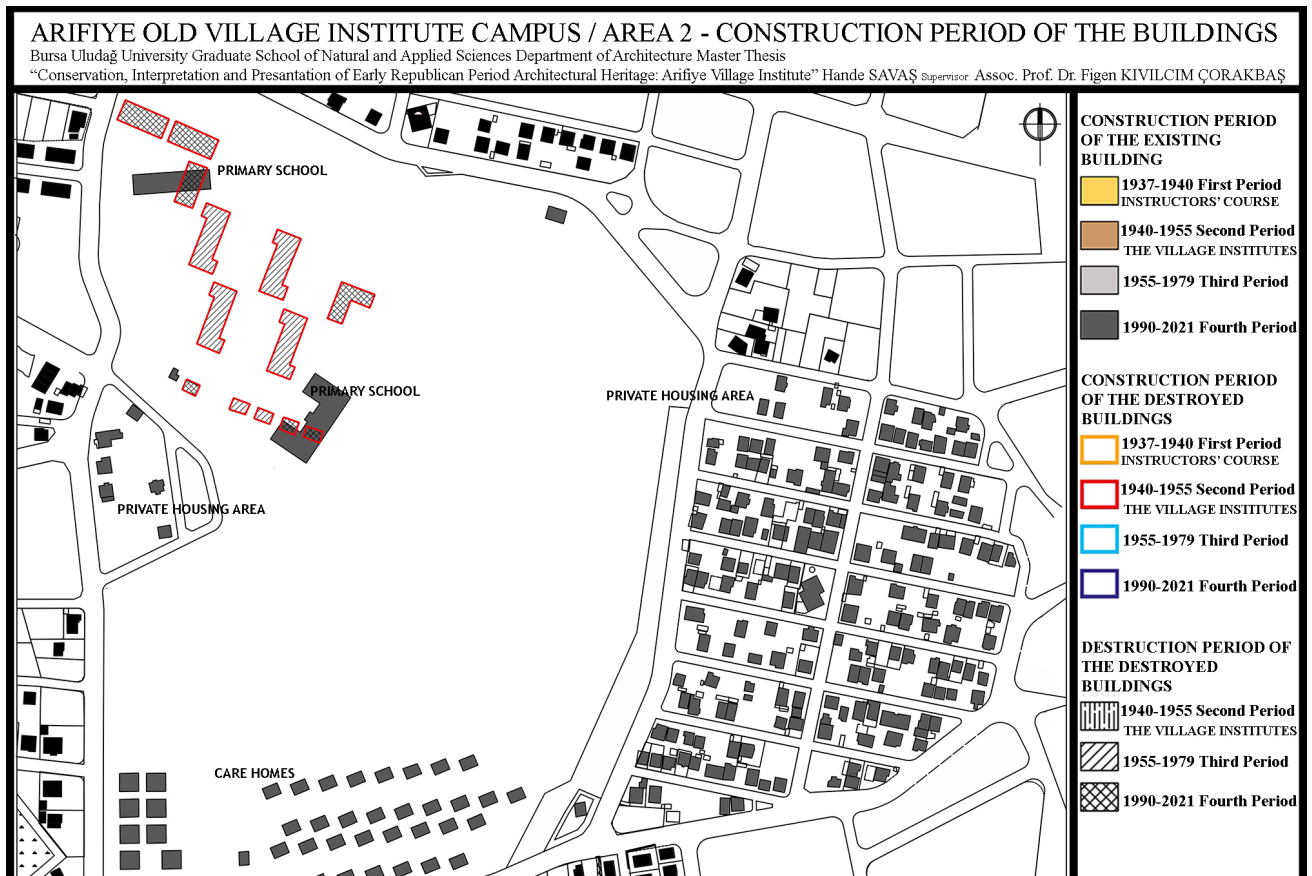 ARIFIYE OLD VILLAGE INSTITUTE CAMPUS / AREA 2 - CONSTRUCTION PERIOD OF THE BUILDINGS
Bursa Uludağ University Graduate School of Natural and Applied Sciences Department of Architecture Master Thesis
“Conservation, Interpretation and Presantation of Early Republican Period Architectural Heritage: Arifiye Village Institute” Hande SAVAŞ Supervisor: Assoc. Prof. Dr. Figen KIVILCIM ÇORAKBAŞ
PRIMARY SCHOOL
PRIMARY SCHOOL
PRIVATE HOUSING AREA
PRIVATE HOUSING AREA
CARE HOMES
CONSTRUCTION PERIOD
OF THE EXISTING
BUILDING
1937-1940 First Period
INSTRUCTORS’ COURSE
1940-1955 Second Period
THE VILLAGE INSTITUTES
1955-1979 Third Period
1990-2021 Fourth Period
CONSTRUCTION PERIOD
OF THE DESTROYED
BUILDINGS
1937-1940 First Period
INSTRUCTORS’ COURSE
1940-1955 Second Period
THE VILLAGE INSTITUTES
1955-1979 Third Period
1990-2021 Fourth Period
DESTRUCTION PERIOD OF
THE DESTROYED
BUILDINGS
1940-1955 Second Period
THE VILLAGE INSTITUTES
1955-1979 Third Period
1990-2021 Fourth Period